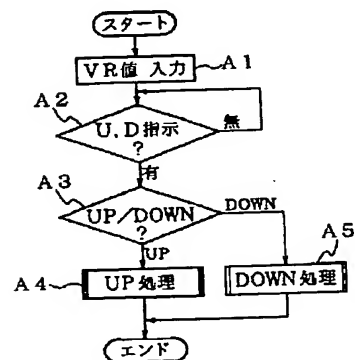 スタート
VR値 入力
A1
A2
U.D指示
?
無
有
A3
UP/DOWN
?
DOWN
UP
A5
A4
UP処理
DOWN処理
エンド